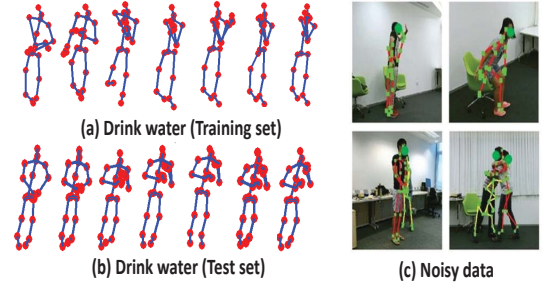 (a) Drink water (Training set)
(b) Drink water (Test set)
(c) Noisy data